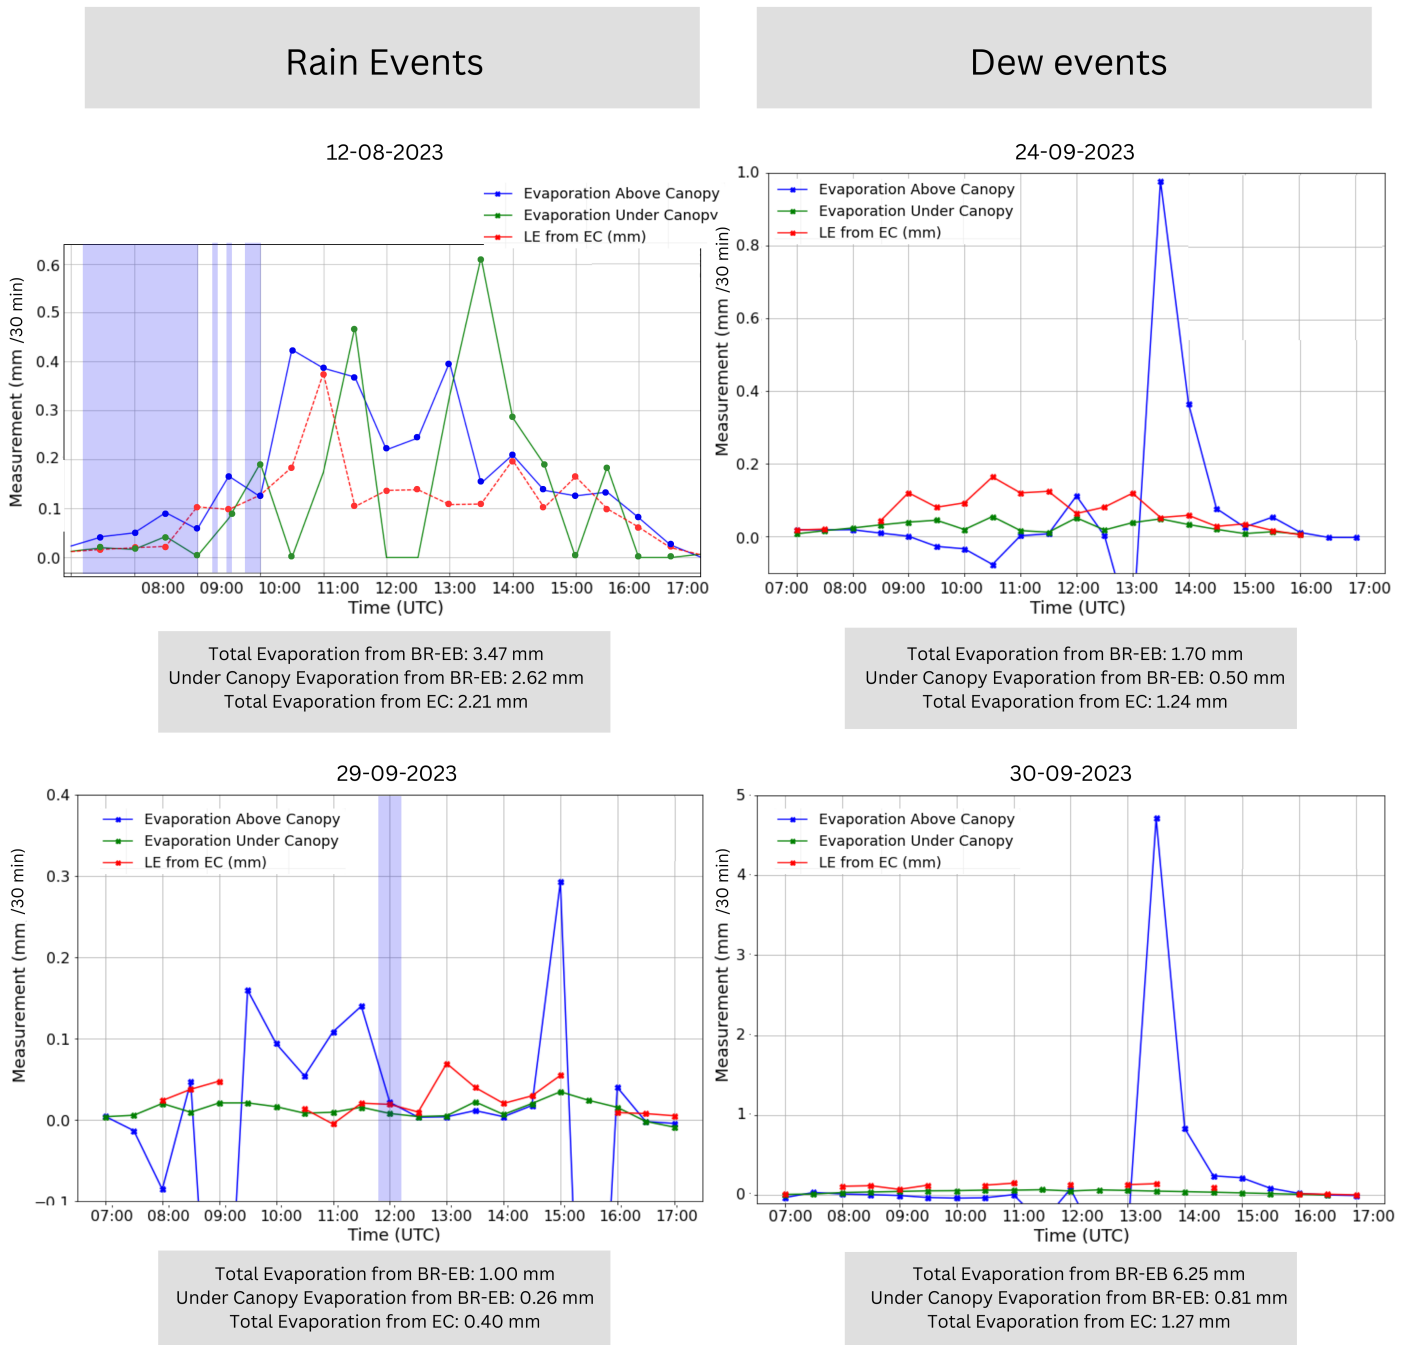 Rain Events
Dew events
12-08-2023
Evaporation Above Canopy
Evaporation Under Canopy
LE from EC (mm)
Measurement (mm /30 min)
0.6
0.5
0.4
0.3
0.2
0.1
0.0
08:00 09:00 10:00 11:00 12:00 13:00 14:00 15:00 16:00 17:00
Time (UTC)
Total Evaporation from BR-EB: 3.47 mm
Under Canopy Evaporation from BR-EB: 2.62 mm
Total Evaporation from EC: 2.21 mm
24-09-2023
Evaporation Above Canopy
Evaporation Under Canopy
LE from EC (mm)
Measurement (mm /30 min)
1.0
0.8
0.6
0.4
0.2
0.0
07:00 08:00 09:00 10:00 11:00 12:00 13:00 14:00 15:00 16:00 17:00
Time (UTC)
Total Evaporation from BR-EB: 1.70 mm
Under Canopy Evaporation from BR-EB: 0.50 mm
Total Evaporation from EC: 1.24 mm
29-09-2023
Evaporation Above Canopy
Evaporation Under Canopy
LE from EC (mm)
Measurement (mm /30 min)
0.4
0.3
0.2
0.1
0.0
−0.1
07:00 08:00 09:00 10:00 11:00 12:00 13:00 14:00 15:00 16:00 17:00
Time (UTC)
Total Evaporation from BR-EB: 1.00 mm
Under Canopy Evaporation from BR-EB: 0.26 mm
Total Evaporation from EC: 0.40 mm
30-09-2023
Evaporation Above Canopy
Evaporation Under Canopy
LE from EC (mm)
Measurement (mm /30 min)
5
4
3
2
1
0
07:00 08:00 09:00 10:00 11:00 12:00 13:00 14:00 15:00 16:00 17:00
Time (UTC)
Total Evaporation from BR-EB 6.25 mm
Under Canopy Evaporation from BR-EB: 0.81 mm
Total Evaporation from EC: 1.27 mm